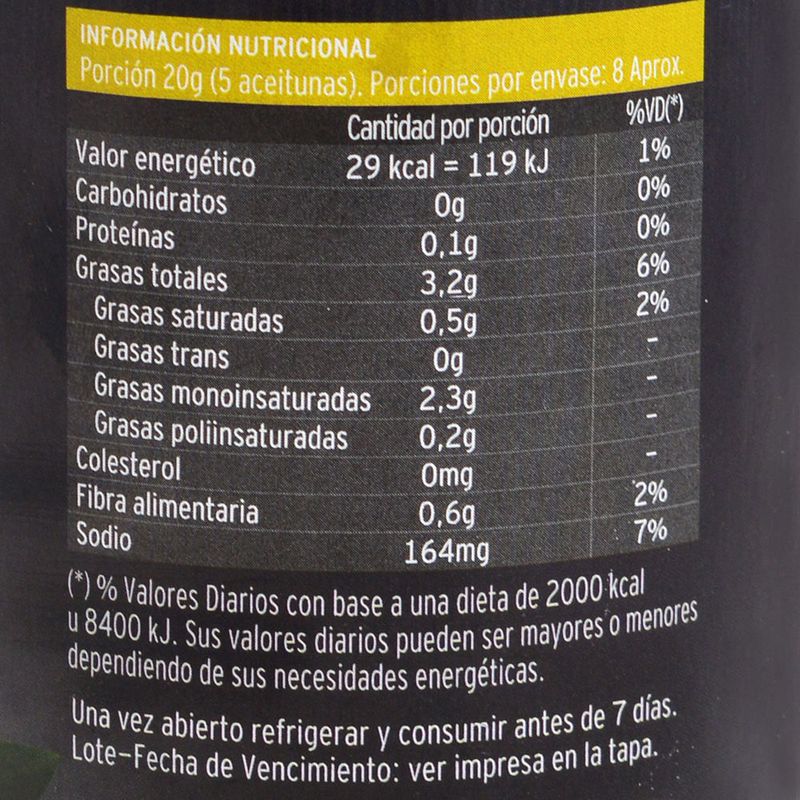 INFORMACIÓN NUTRICIONAL
Porción 20g (5 aceitunas). Porciones por envase: 8 Aprox.
Cantidad por porción %VD(*)
Valor energético 29 kcal = 119 kJ 1%
Carbohidratos 0g 0%
Proteínas 0,1g 0%
Grasas totales 3,2g 6%
Grasas saturadas 0,5g 2%
Grasas trans 0g –
Grasas monoinsaturadas 2,3g –
Grasas poliinsaturadas 0,2g –
Colesterol 0mg –
Fibra alimentaria 0,6g 2%
Sodio 164mg 7%
(*) % Valores Diarios con base a una dieta de 2000 kcal
u 8400 kJ. Sus valores diarios pueden ser mayores o menores
dependiendo de sus necesidades energéticas.
Una vez abierto refrigerar y consumir antes de 7 días.
Lote–Fecha de Vencimiento: ver impresa en la tapa.